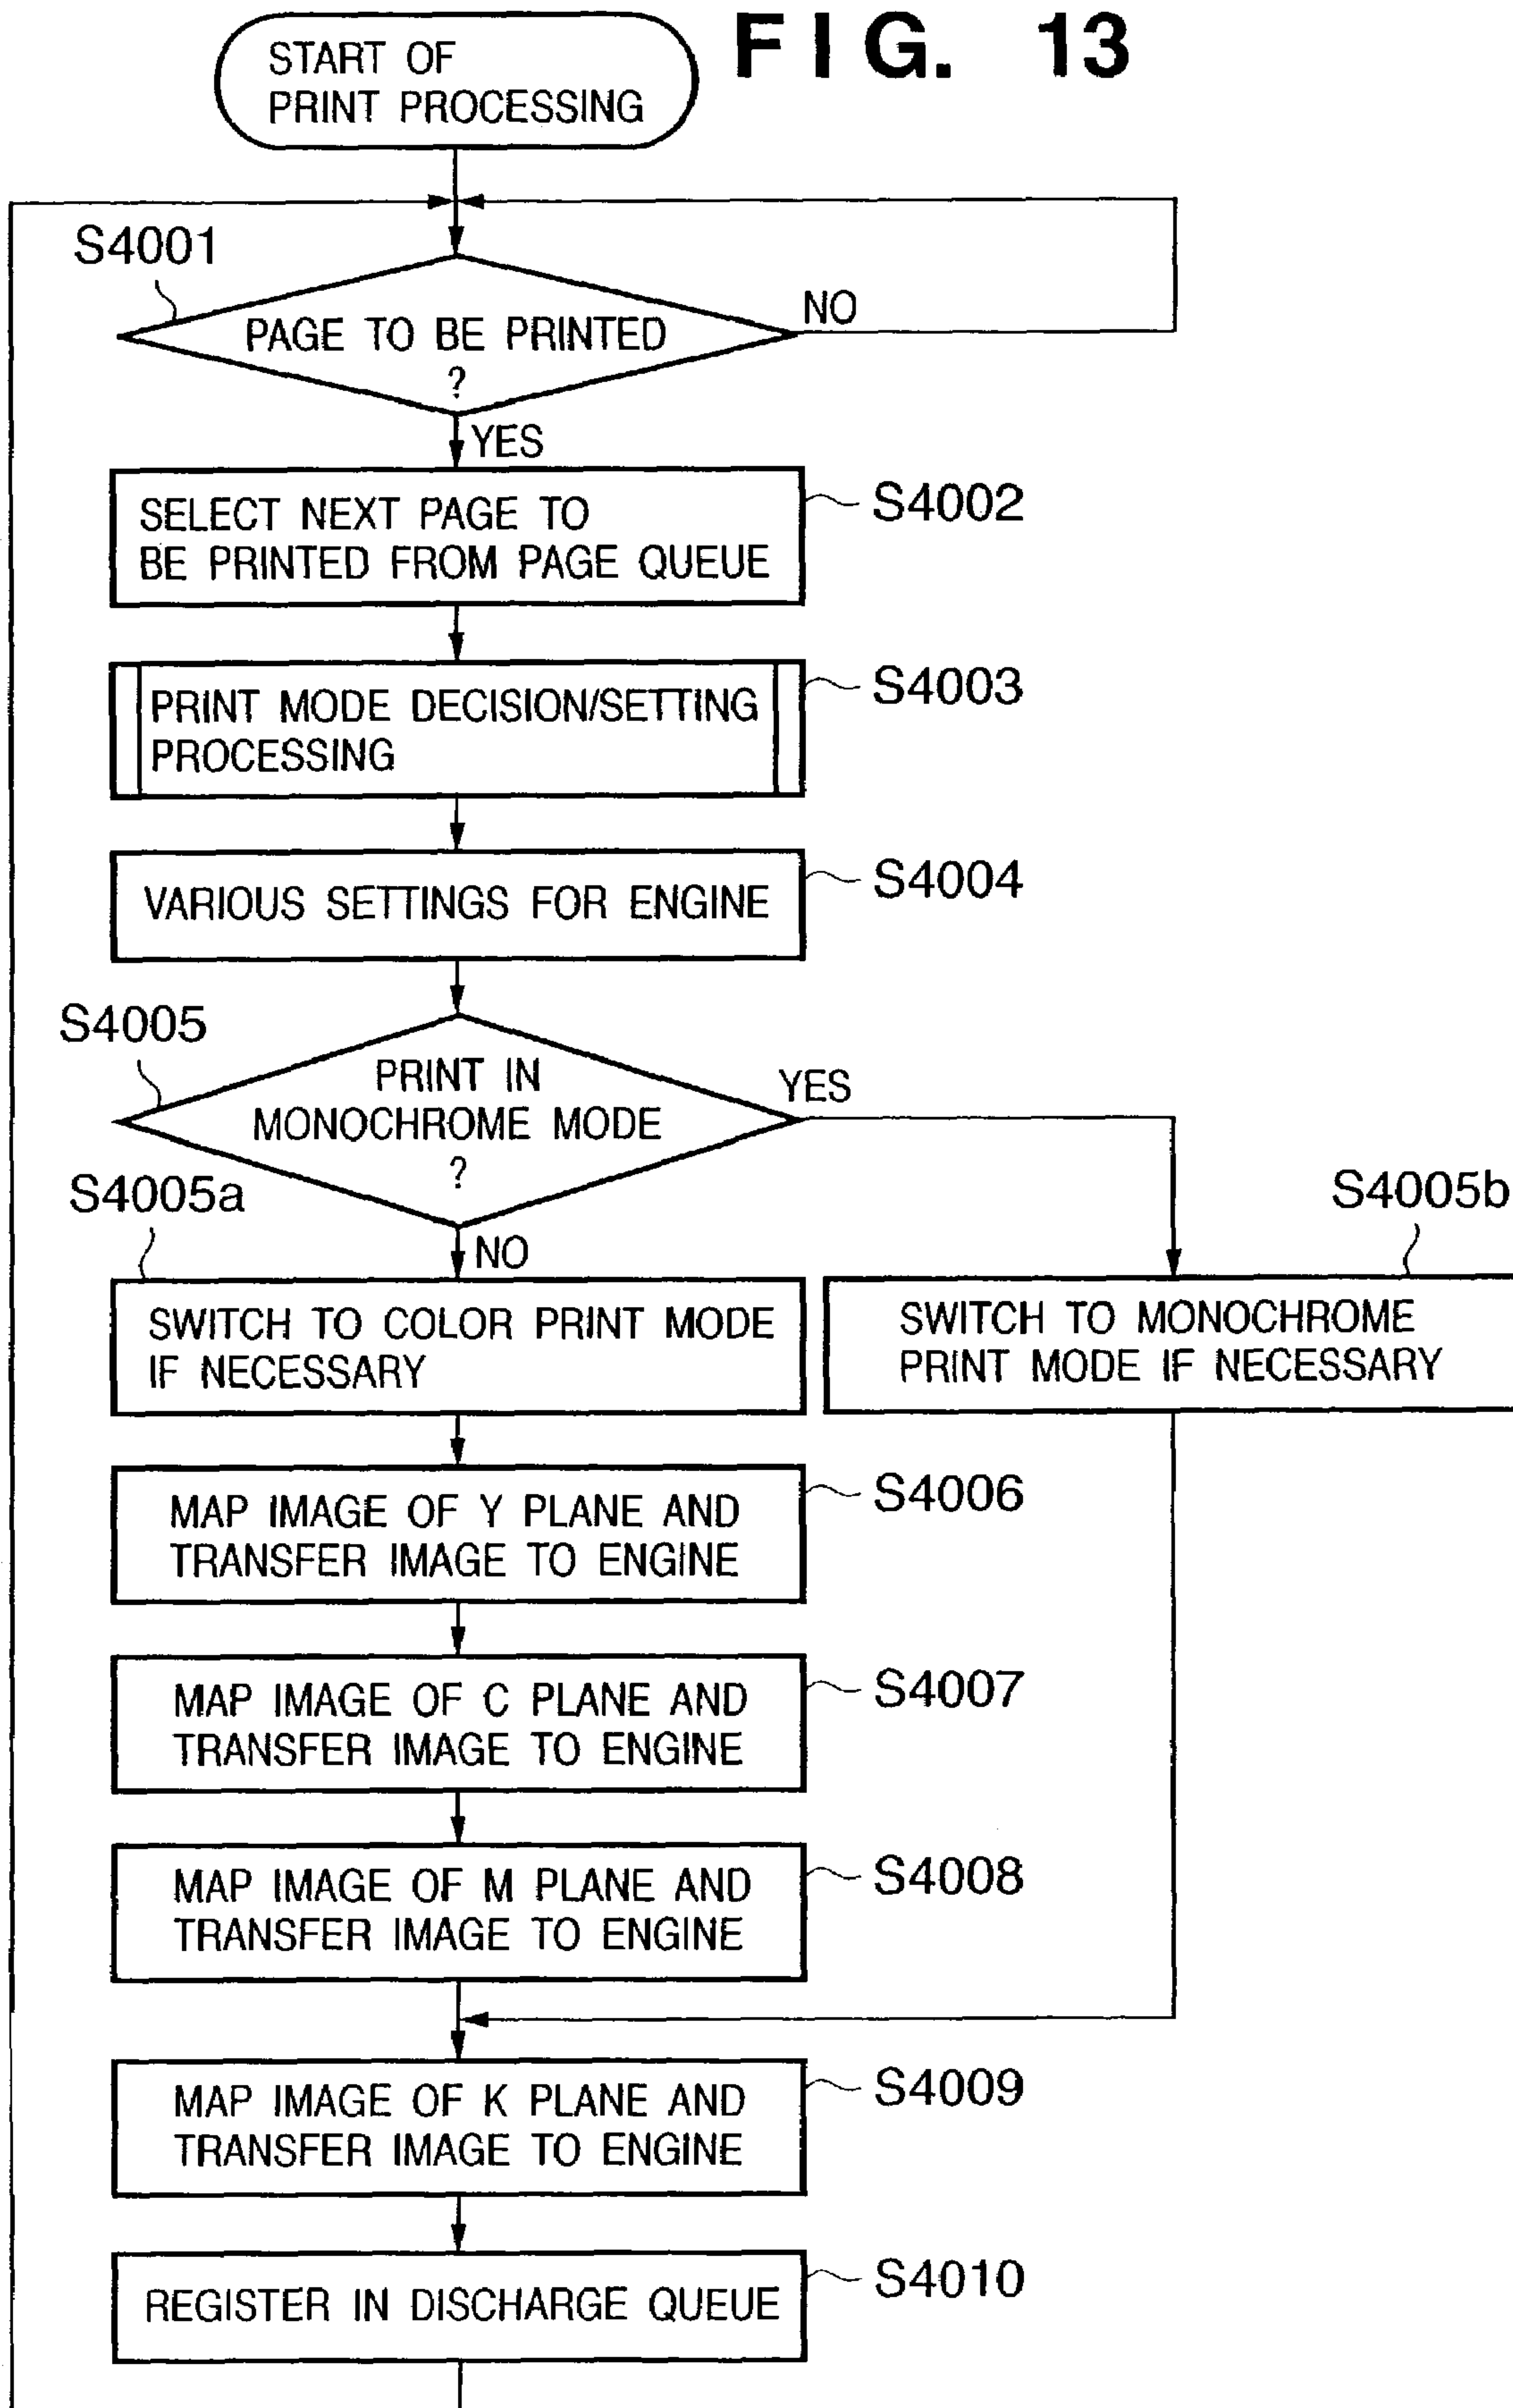 FIG. 13
START OF
PRINT PROCESSING
S4001
PAGE TO BE PRINTED
?
NO
YES
SELECT NEXT PAGE TO
BE PRINTED FROM PAGE QUEUE
S4002
PRINT MODE DECISION/SETTING
PROCESSING
S4003
VARIOUS SETTINGS FOR ENGINE
S4004
S4005
PRINT IN
MONOCHROME MODE
?
YES
NO
S4005a
SWITCH TO COLOR PRINT MODE
IF NECESSARY
S4005b
SWITCH TO MONOCHROME
PRINT MODE IF NECESSARY
MAP IMAGE OF Y PLANE AND
TRANSFER IMAGE TO ENGINE
S4006
MAP IMAGE OF C PLANE AND
TRANSFER IMAGE TO ENGINE
S4007
MAP IMAGE OF M PLANE AND
TRANSFER IMAGE TO ENGINE
S4008
MAP IMAGE OF K PLANE AND
TRANSFER IMAGE TO ENGINE
S4009
REGISTER IN DISCHARGE QUEUE
S4010